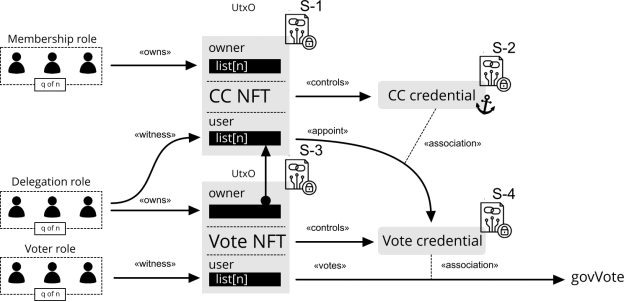 UtxO
S-1
Membership role
q of n
«owns»
owner
list[n]
CC NFT
«controls»
S-2
CC credential
user
list[n]
«witness»
«appoint»
«association»
UtxO
S-3
Delegation role
q of n
«owns»
owner
Vote NFT
«controls»
S-4
Vote credential
Voter role
q of n
«witness»
user
list[n]
«votes»
«association»
govVote